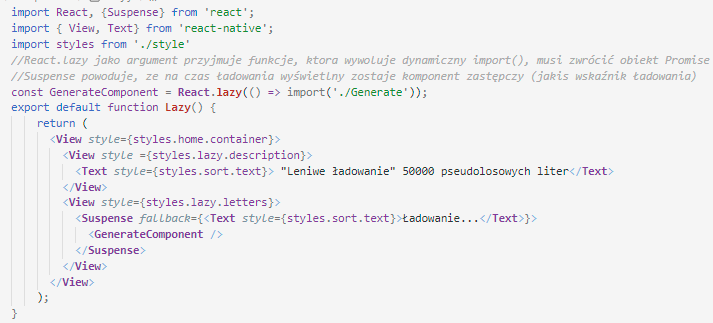 import React, {Suspense} from 'react';
import { View, Text} from 'react-native';
import styles from './style'
//React.lazy jako argument przyjmuje funkcje, ktora wywoluje dynamiczny import(), musi zwrócić obiekt Promise
//Suspense powoduje, ze na czas ładowania wyświetlny zostaje komponent zastępczy (jakis wskaźnik ładowania)
const GenerateComponent = React.lazy(() => import('./Generate'));
export default function Lazy() {
    return (
      <View style={styles.home.container}>
        <View style ={styles.lazy.description}>
          <Text style={styles.sort.text}> "Leniwe ładowanie" 50000 pseudolosowych liter</Text>
        </View>
        <View style={styles.lazy.letters}>
          <Suspense fallback={<Text style={styles.sort.text}>Ładowanie...</Text>}>
            <GenerateComponent />
          </Suspense>
        </View>
      </View>
    );
}